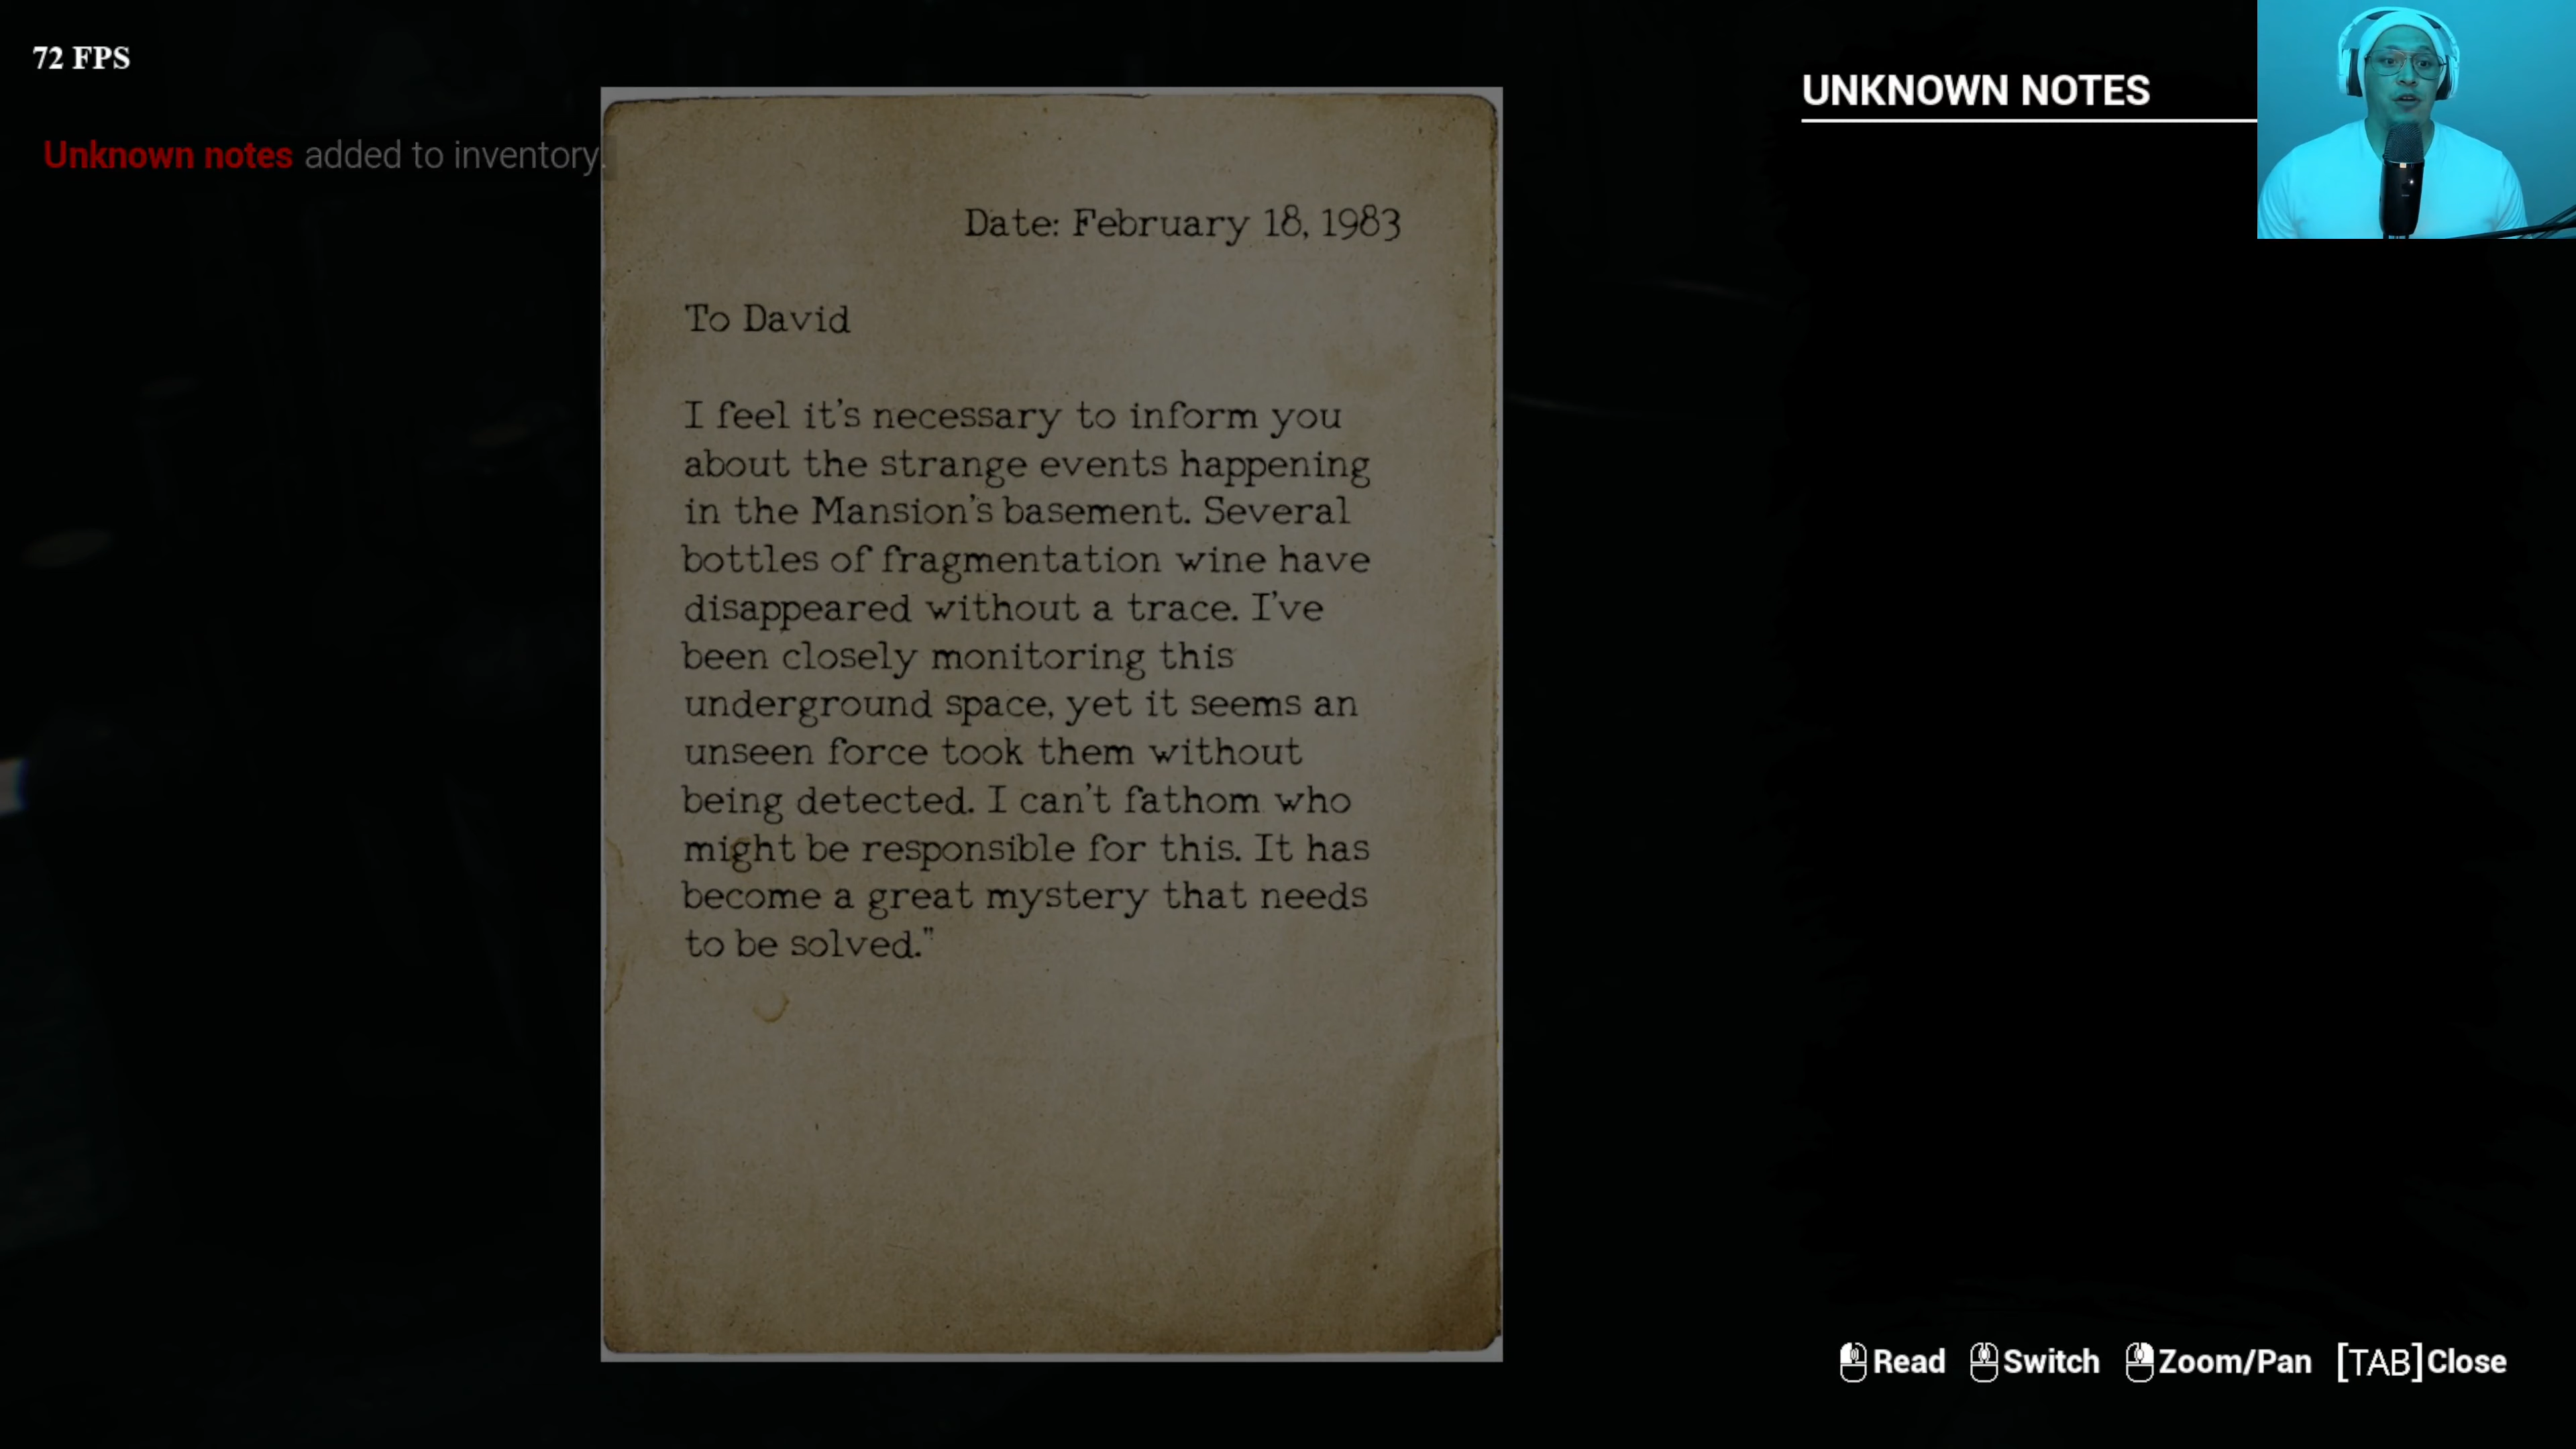 72 FPS
UNKNOWN NOTES
Unknown notes added to inventory.
Date: February 18, 1983
To David
I feel it's necessary to inform you
about the strange events happening
in the Mansion's basement. Several
bottles of fragmentation wine have
disappeared without a trace. I've
been closely monitoring this
underground space, yet it seems an
unseen force took them without
being detected. I can't fathom who
might be responsible for this. It has
become a great mystery that needs
to be solved."
Read Switch Zoom/Pan [TAB]Close